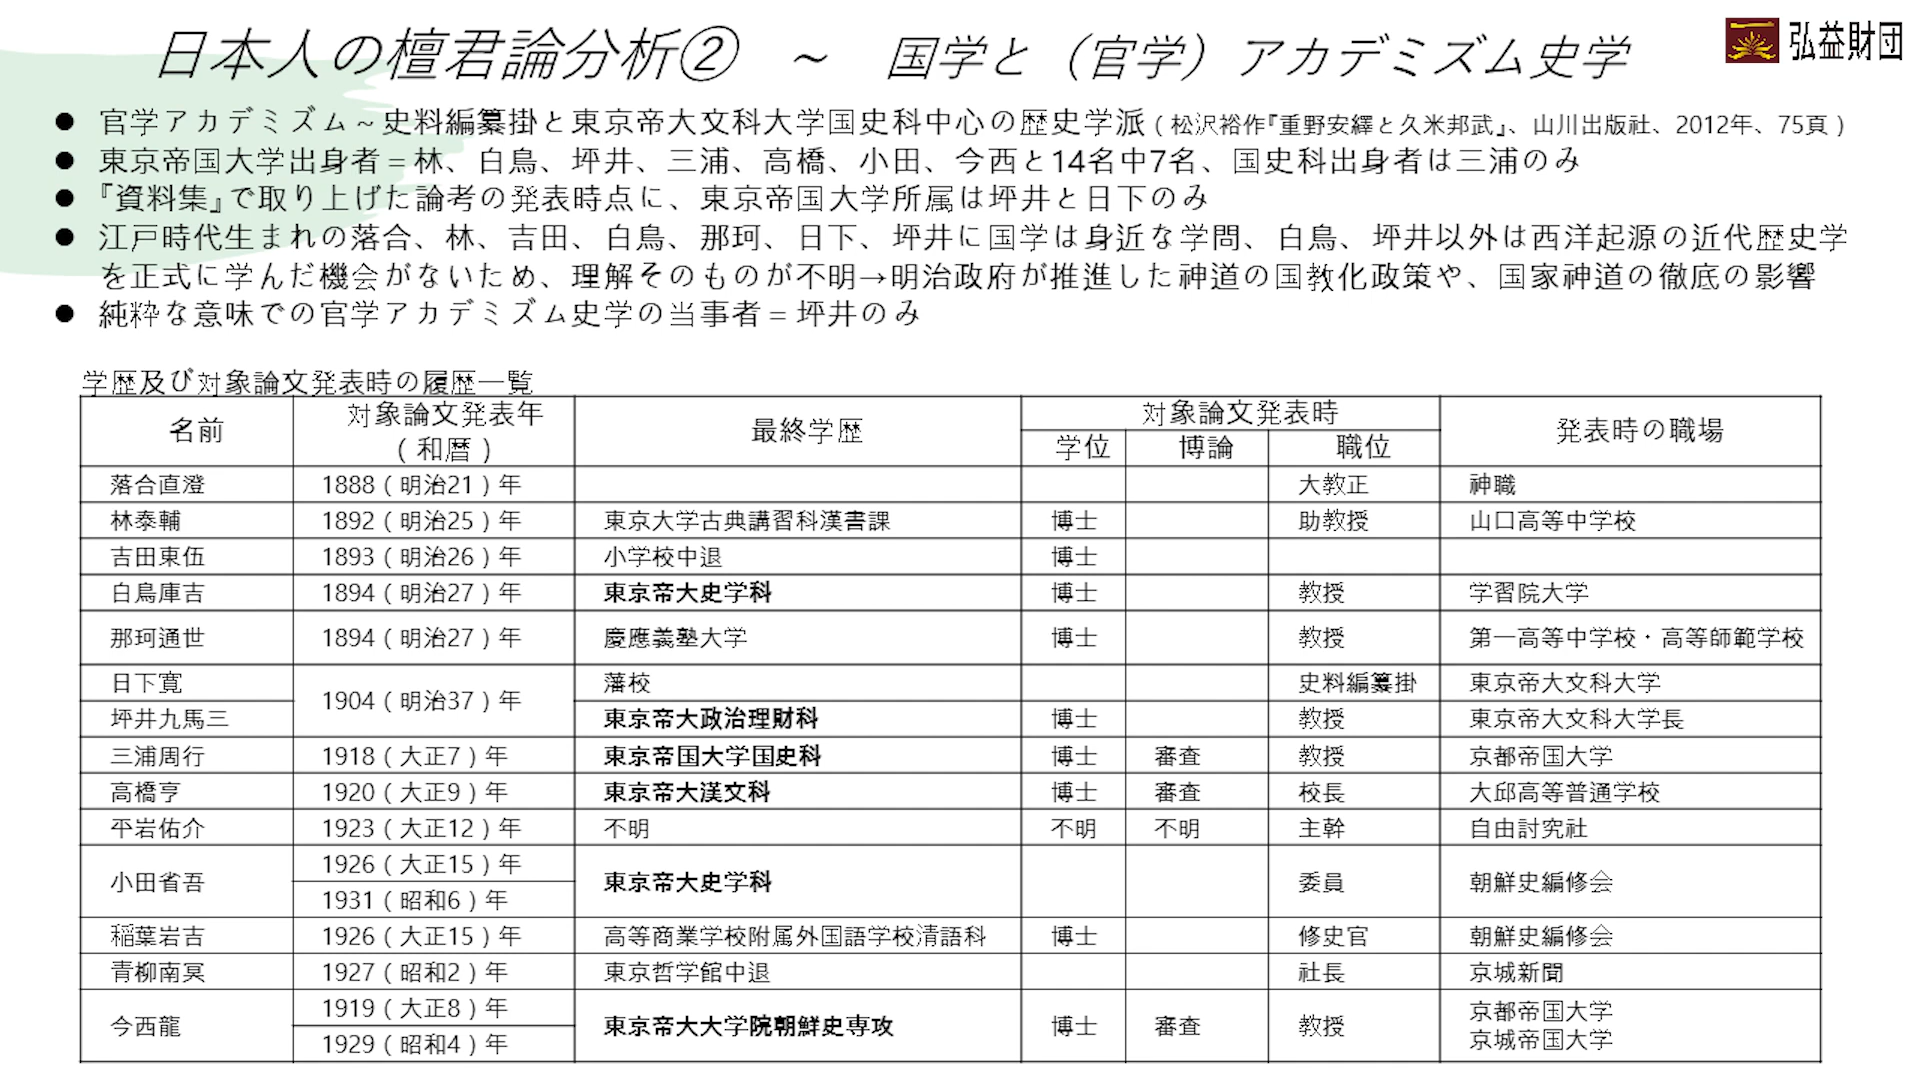 日本人の檀君論分析② ～ 国学と（官学）アカデミズム史学
弘益財団
● 官学アカデミズム～史料編纂掛と東京帝大文科大学国史科中心の歴史学派（松沢裕作『重野安繹と久米邦武』、山川出版社、2012年、75頁）
● 東京帝国大学出身者＝林、白鳥、坪井、三浦、高橋、小田、今西と14名中7名、国史科出身者は三浦のみ
● 『資料集』で取り上げた論考の発表時点に、東京帝国大学所属は坪井と日下のみ
● 江戸時代生まれの落合、林、吉田、白鳥、那珂、日下、坪井に国学は身近な学問、白鳥、坪井以外は西洋起源の近代歴史学
を正式に学んだ機会がないため、理解そのものが不明→明治政府が推進した神道の国教化政策や、国家神道の徹底の影響
● 純粋な意味での官学アカデミズム史学の当事者＝坪井のみ
学歴及び対象論文発表時の履歴一覧
名前 対象論文発表年（和暦） 最終学歴 対象論文発表時 発表時の職場
学位 博論 職位
落合直澄 1888（明治21）年 大教正 神職
林泰輔 1892（明治25）年 東京大学古典講習科漢書課 博士 助教授 山口高等中学校
吉田東伍 1893（明治26）年 小学校中退 博士
白鳥庫吉 1894（明治27）年 東京帝大史学科 博士 教授 学習院大学
那珂通世 1894（明治27）年 慶應義塾大学 博士 教授 第一高等中学校・高等師範学校
日下寛 1904（明治37）年 藩校 史料編纂掛 東京帝大文科大学
坪井九馬三 東京帝大政治理財科 博士 教授 東京帝大文科大学長
三浦周行 1918（大正7）年 東京帝国大学国史科 博士 審査 教授 京都帝国大学
高橋亨 1920（大正9）年 東京帝大漢文科 博士 審査 校長 大邱高等普通学校
平岩佑介 1923（大正12）年 不明 不明 不明 主幹 自由討究社
小田省吾 1926（大正15）年 東京帝大史学科 委員 朝鮮史編修会
1931（昭和6）年
稲葉岩吉 1926（大正15）年 高等商業学校附属外国語学校清語科 博士 修史官 朝鮮史編修会
青柳南冥 1927（昭和2）年 東京哲学館中退 社長 京城新聞
今西龍 1919（大正8）年 東京帝大大学院朝鮮史専攻 博士 審査 教授 京都帝国大学
1929（昭和4）年 京城帝国大学